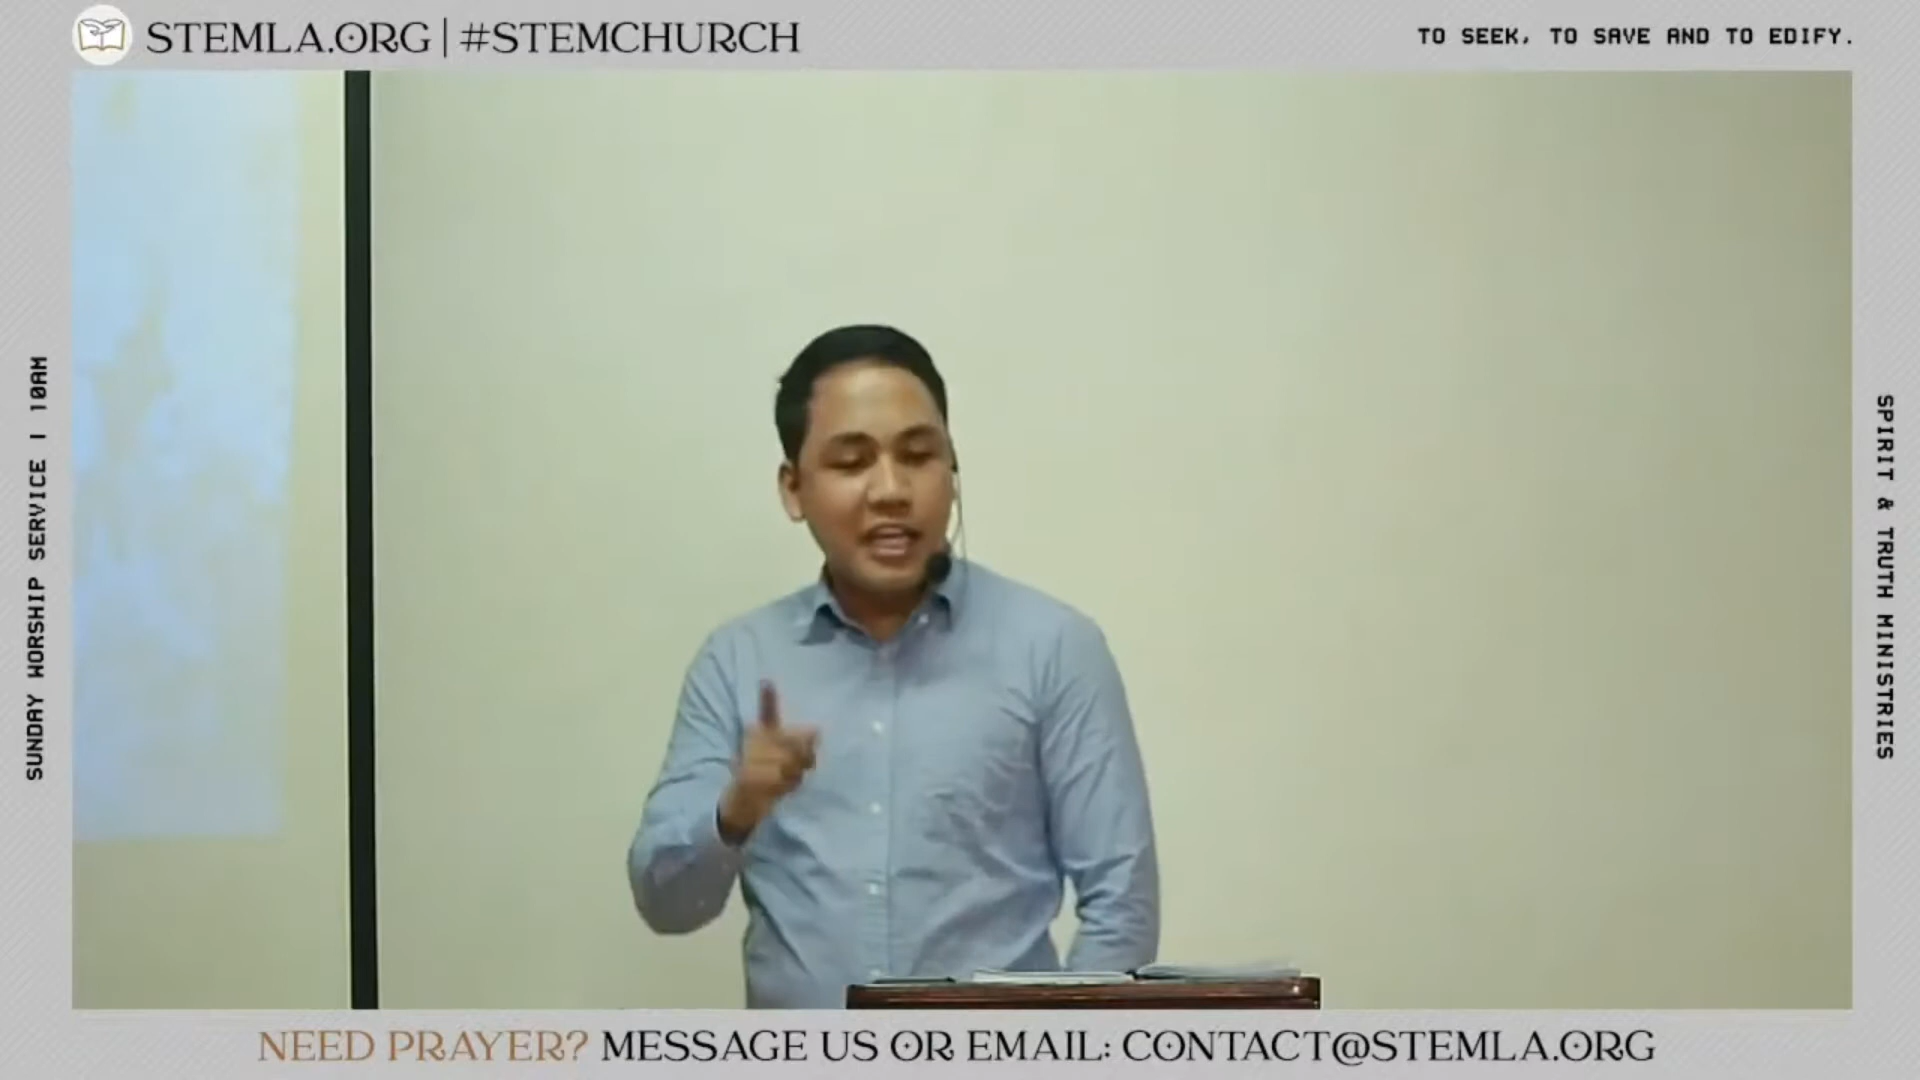 STEMLA.ORG | #STEMCHURCH
TO SEEK, TO SAVE AND TO EDIFY.
SUNDAY WORSHIP SERVICE | 10AM
SPIRIT & TRUTH MINISTRIES
NEED PRAYER? MESSAGE US OR EMAIL: CONTACT@STEMLA.ORG